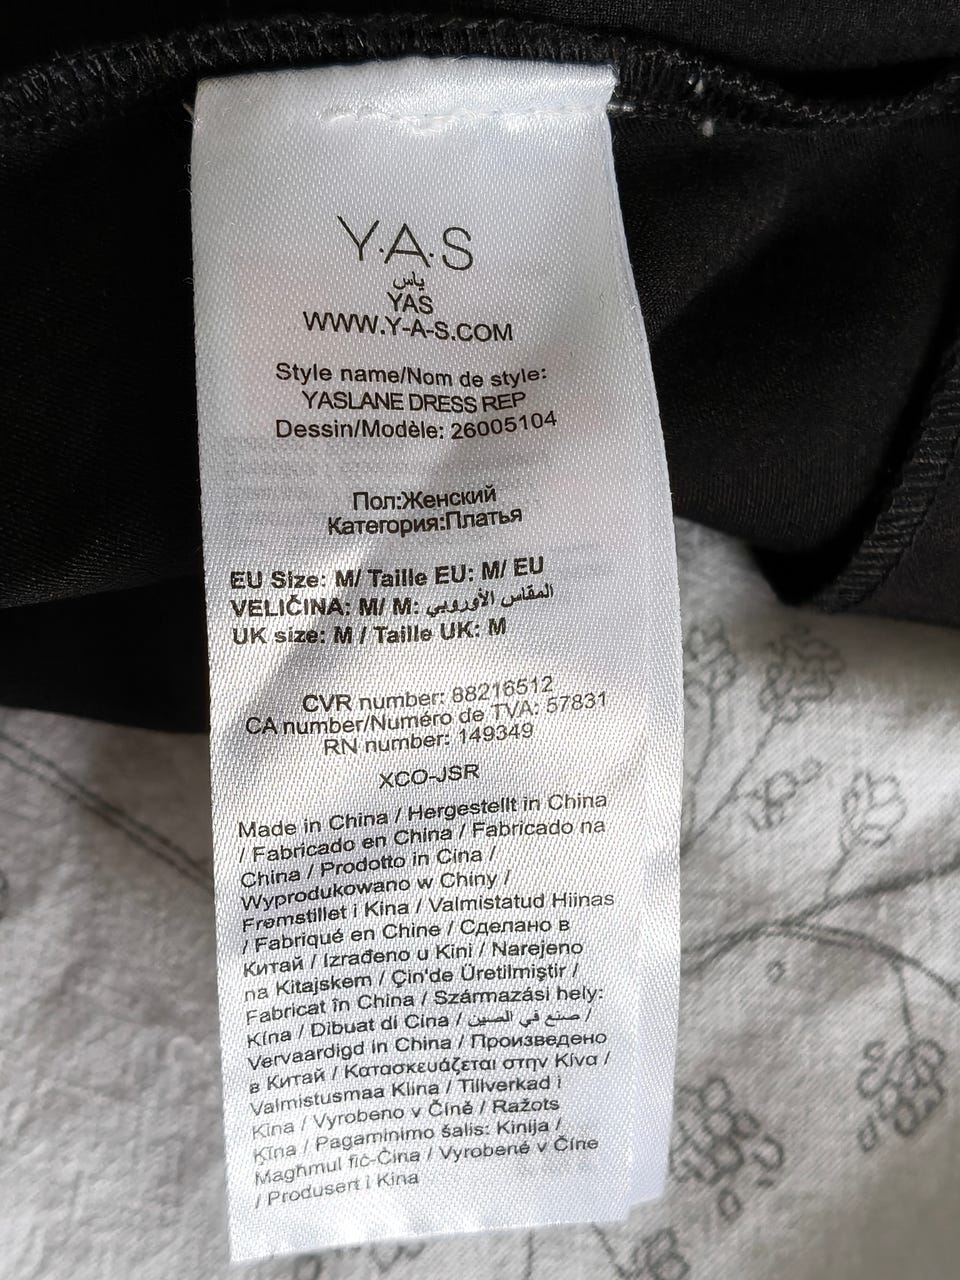 Y.A.S
ياس
YAS
WWW.Y-A-S.COM
Style name/Nom de style:
YASLANE DRESS REP
Dessin/Modèle: 26005104
Пол:Женский
Категория:Платья
EU Size: M/ Taille EU: M/ EU
VELIČINA: M/ M: المقاس الأوروبي
UK size: M / Taille UK: M
CVR number: 88216512
CA number/Numéro de TVA: 57831
RN number: 149349
XCO-JSR
Made in China / Hergestellt in China
/ Fabricado en China / Fabricado na
China / Prodotto in Cina /
Wyprodukowano w Chiny /
Fremstillet i Kina / Valmistatud Hiinas
/ Fabriqué en Chine / Сделано в
Китай / Izrađeno u Kini / Narejeno
na Kitajskem / Çin'de Üretilmiştir /
Fabricat în China / Származási hely:
Kína / Dibuat di Cina / صنع في الصين /
Vervaardigd in China / Произведено
в Китай / Κατασκευάζεται στην Κίνα /
Valmistusmaa Kiina / Tillverkad i
Kina / Vyrobeno v Číně / Ražots
Ķīna / Pagaminimo šalis: Kinija /
Magħmul fiċ-Ċina / Vyrobené v Číne
/ Produsert i Kina